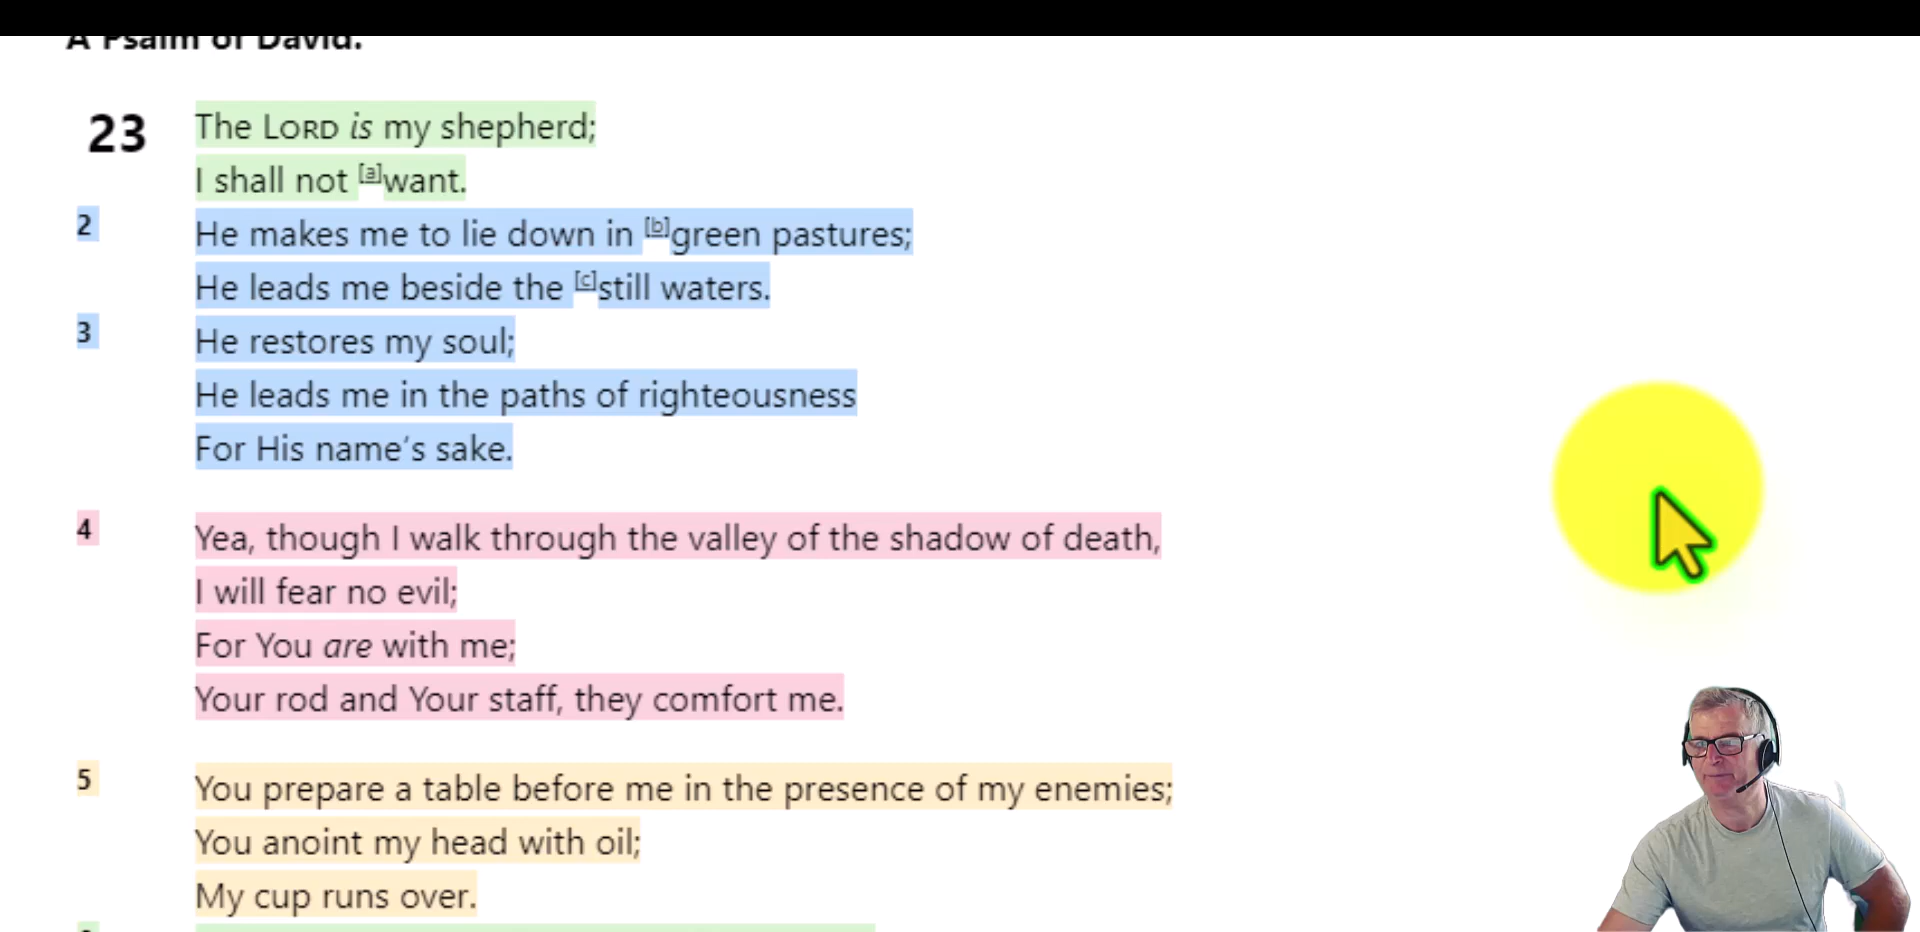 A Psalm of David.
23 The LORD is my shepherd;
I shall not [a]want.
2 He makes me to lie down in [b]green pastures;
He leads me beside the [c]still waters.
3 He restores my soul;
He leads me in the paths of righteousness
For His name’s sake.
4 Yea, though I walk through the valley of the shadow of death,
I will fear no evil;
For You are with me;
Your rod and Your staff, they comfort me.
5 You prepare a table before me in the presence of my enemies;
You anoint my head with oil;
My cup runs over.